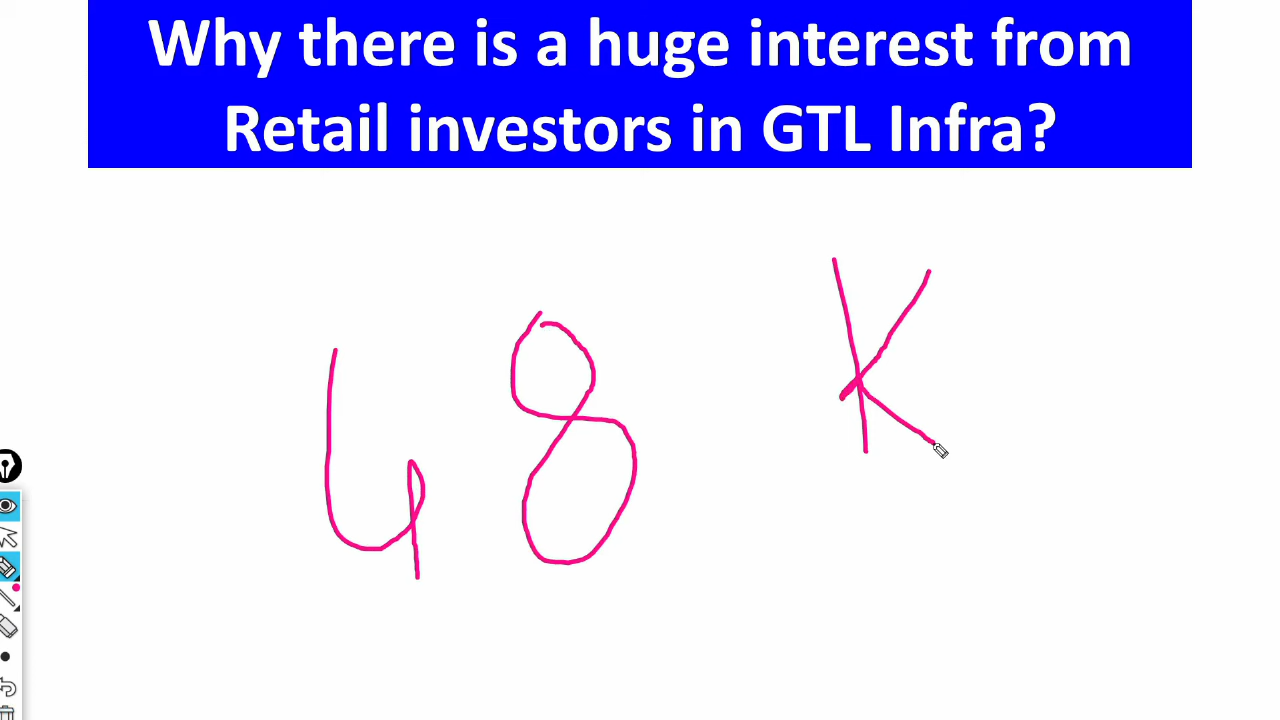 Why there is a huge interest from
Retail investors in GTL Infra?
48 K